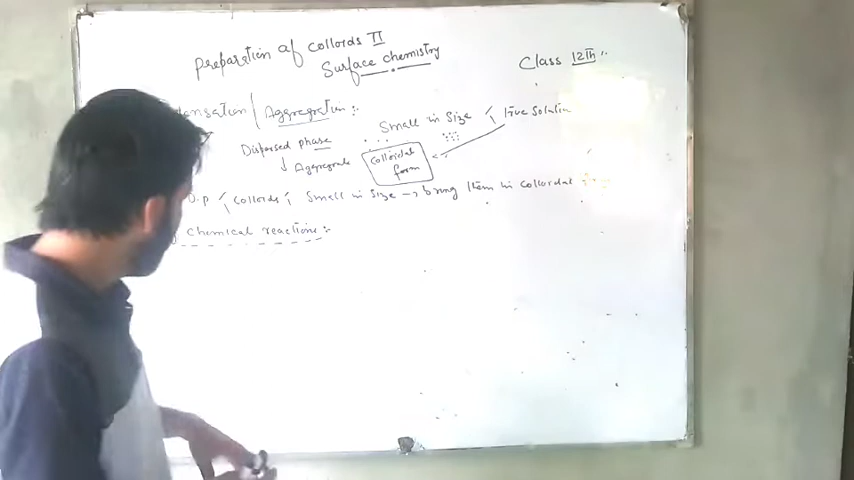 Preparation of colloids II
Surface chemistry
Class 12th
densation / Aggregation :-
Small in Size < True Solution
Dispersed phase
↓ Aggregate
colloidal form
D.P < colloids < Small in size → bring them in colloidal
Chemical reactions :-